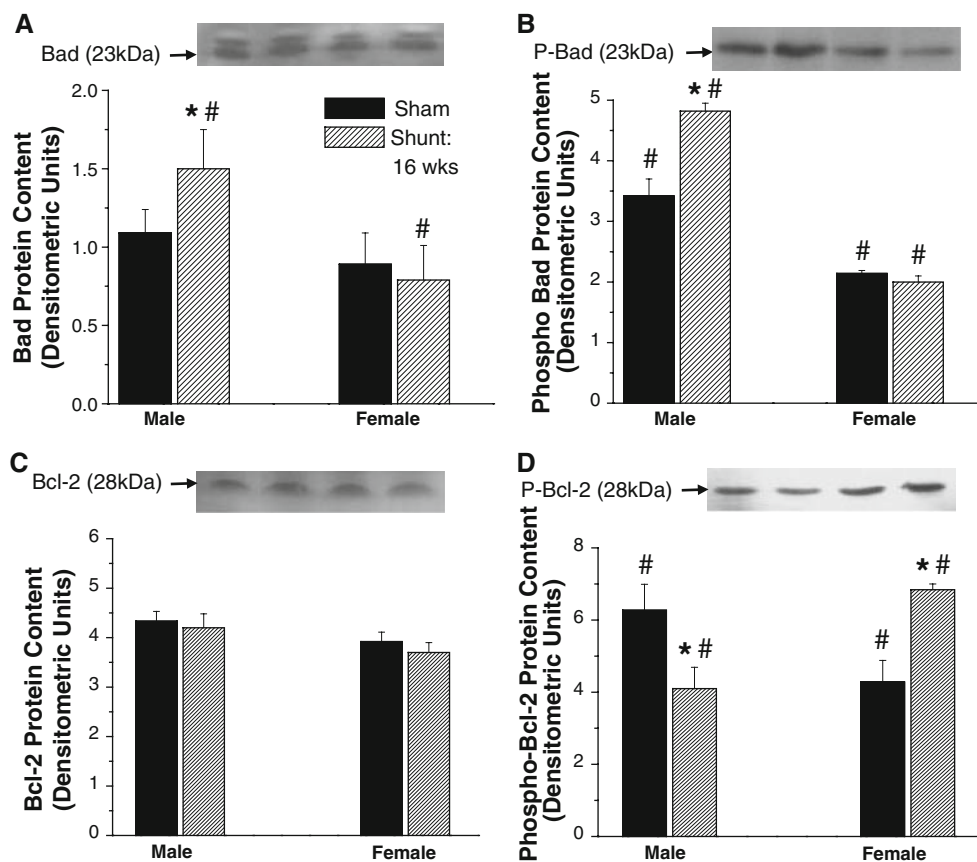 A
Bad (23kDa)
Bad Protein Content
(Densitometric Units)
2.0
1.5
1.0
0.5
0.0
* #
#
Sham
Shunt:
16 wks
Male
Female
B
P-Bad (23kDa)
Phospho Bad Protein Content
(Densitometric Units)
5
4
3
2
1
0
#
* #
#
#
Male
Female
C
Bcl-2 (28kDa)
Bcl-2 Protein Content
(Densitometric Units)
6
5
4
3
2
1
0
Male
Female
D
P-Bcl-2 (28kDa)
Phospho-Bcl-2 Protein Content
(Densitometric Units)
8
6
4
2
0
#
* #
#
* #
Male
Female